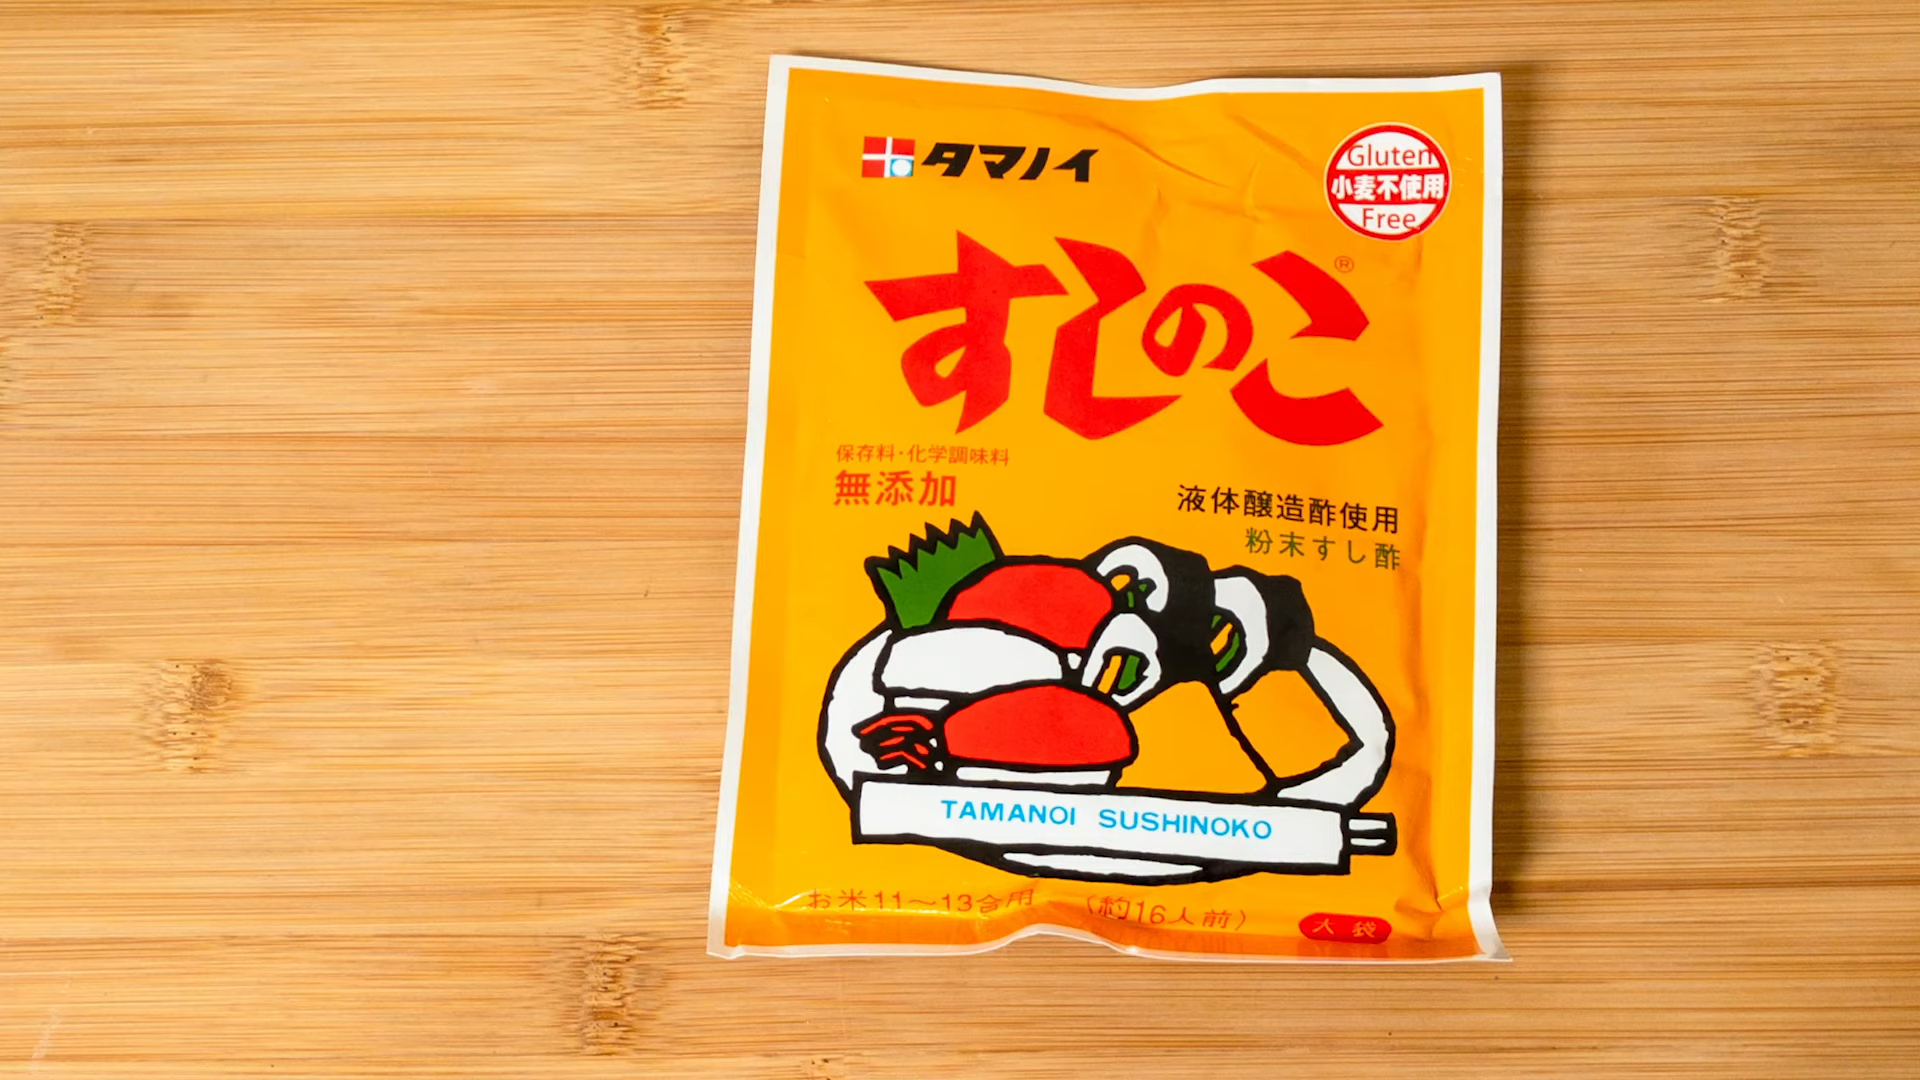 タマノイ
Gluten
小麦不使用
Free
すしのこ®
保存料・化学調味料
無添加
液体醸造酢使用
粉末すし酢
TAMANOI SUSHINOKO
お米11〜13合用 （約16人前）
大袋